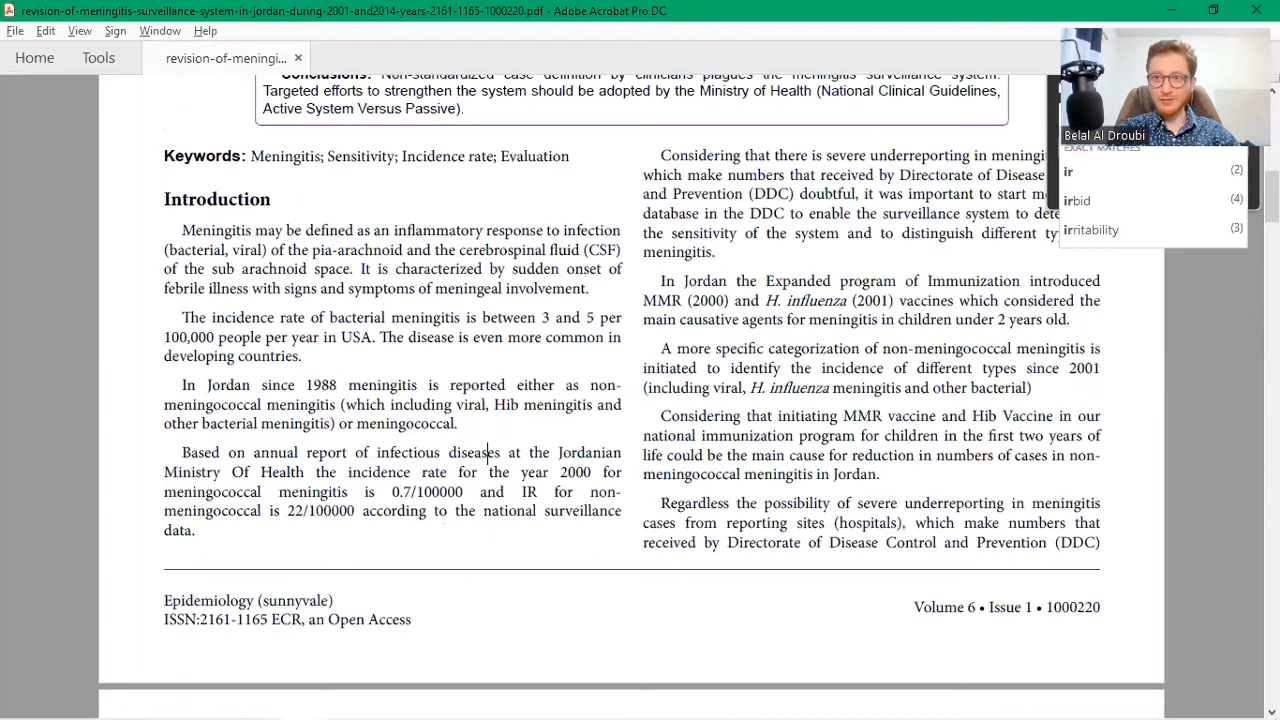 revision-of-meningitis-surveillance-system-in-jordan-during-2001-and2014-years-2161-1165-1000220.pdf - Adobe Acrobat Pro DC
File Edit View Sign Window Help
Home Tools revision-of-meningi... ×
Conclusions: Non-standardized case definition by clinicians plagues the meningitis surveillance system.
Targeted efforts to strengthen the system should be adopted by the Ministry of Health (National Clinical Guidelines,
Active System Versus Passive).
Keywords: Meningitis; Sensitivity; Incidence rate; Evaluation
Introduction
Meningitis may be defined as an inflammatory response to infection
(bacterial, viral) of the pia-arachnoid and the cerebrospinal fluid (CSF)
of the sub arachnoid space. It is characterized by sudden onset of
febrile illness with signs and symptoms of meningeal involvement.
The incidence rate of bacterial meningitis is between 3 and 5 per
100,000 people per year in USA. The disease is even more common in
developing countries.
In Jordan since 1988 meningitis is reported either as non-
meningococcal meningitis (which including viral, Hib meningitis and
other bacterial meningitis) or meningococcal.
Based on annual report of infectious diseases at the Jordanian
Ministry Of Health the incidence rate for the year 2000 for
meningococcal meningitis is 0.7/100000 and IR for non-
meningococcal is 22/100000 according to the national surveillance
data.
Considering that there is severe underreporting in meningi
which make numbers that received by Directorate of Disease
and Prevention (DDC) doubtful, it was important to start m
database in the DDC to enable the surveillance system to dete
the sensitivity of the system and to distinguish different ty
meningitis.
In Jordan the Expanded program of Immunization introduced
MMR (2000) and H. influenza (2001) vaccines which considered the
main causative agents for meningitis in children under 2 years old.
A more specific categorization of non-meningococcal meningitis is
initiated to identify the incidence of different types since 2001
(including viral, H. influenza meningitis and other bacterial)
Considering that initiating MMR vaccine and Hib Vaccine in our
national immunization program for children in the first two years of
life could be the main cause for reduction in numbers of cases in non-
meningococcal meningitis in Jordan.
Regardless the possibility of severe underreporting in meningitis
cases from reporting sites (hospitals), which make numbers that
received by Directorate of Disease Control and Prevention (DDC)
Epidemiology (sunnyvale)
ISSN:2161-1165 ECR, an Open Access
Volume 6 • Issue 1 • 1000220
Belal Al Droubi
EXACT MATCHES
ir (2)
irbid (4)
irritability (3)